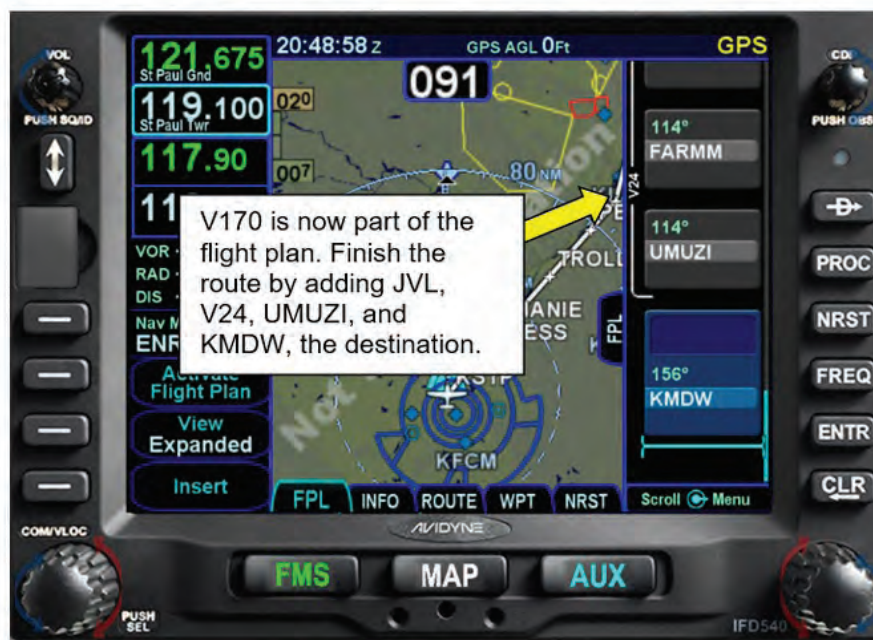 VOL
PUSH SQ/ID
121.675
St Paul Gnd
119.100
St Paul Twr
117.90
11
VOR
RAD
DIS
Nav M
ENR
Activate
Flight Plan
View
Expanded
Insert
20:48:58 Z
GPS AGL 0Ft
GPS
020
007
091
80 NM
V170 is now part of the
flight plan. Finish the
route by adding JVL,
V24, UMUZI, and
KMDW, the destination.
TROLL
ESS
KSTP
KFCM
Not
FPL
V24
114°
FARMM
114°
UMUZI
156°
KMDW
FPL
INFO
ROUTE
WPT
NRST
Scroll
Menu
CDI
PUSH OBS
D
PROC
NRST
FREQ
ENTR
CLR
AVIDYNE
COM/VLOC
PUSH
SEL
FMS
MAP
AUX
IFD540